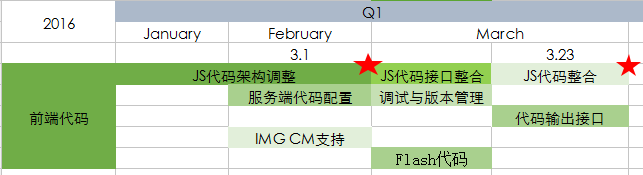 2016
Q1
January
February
March
3.1
3.23
前端代码
JS代码架构调整
JS代码接口整合
JS代码整合
服务端代码配置
调试与版本管理
代码输出接口
IMG CM支持
Flash代码